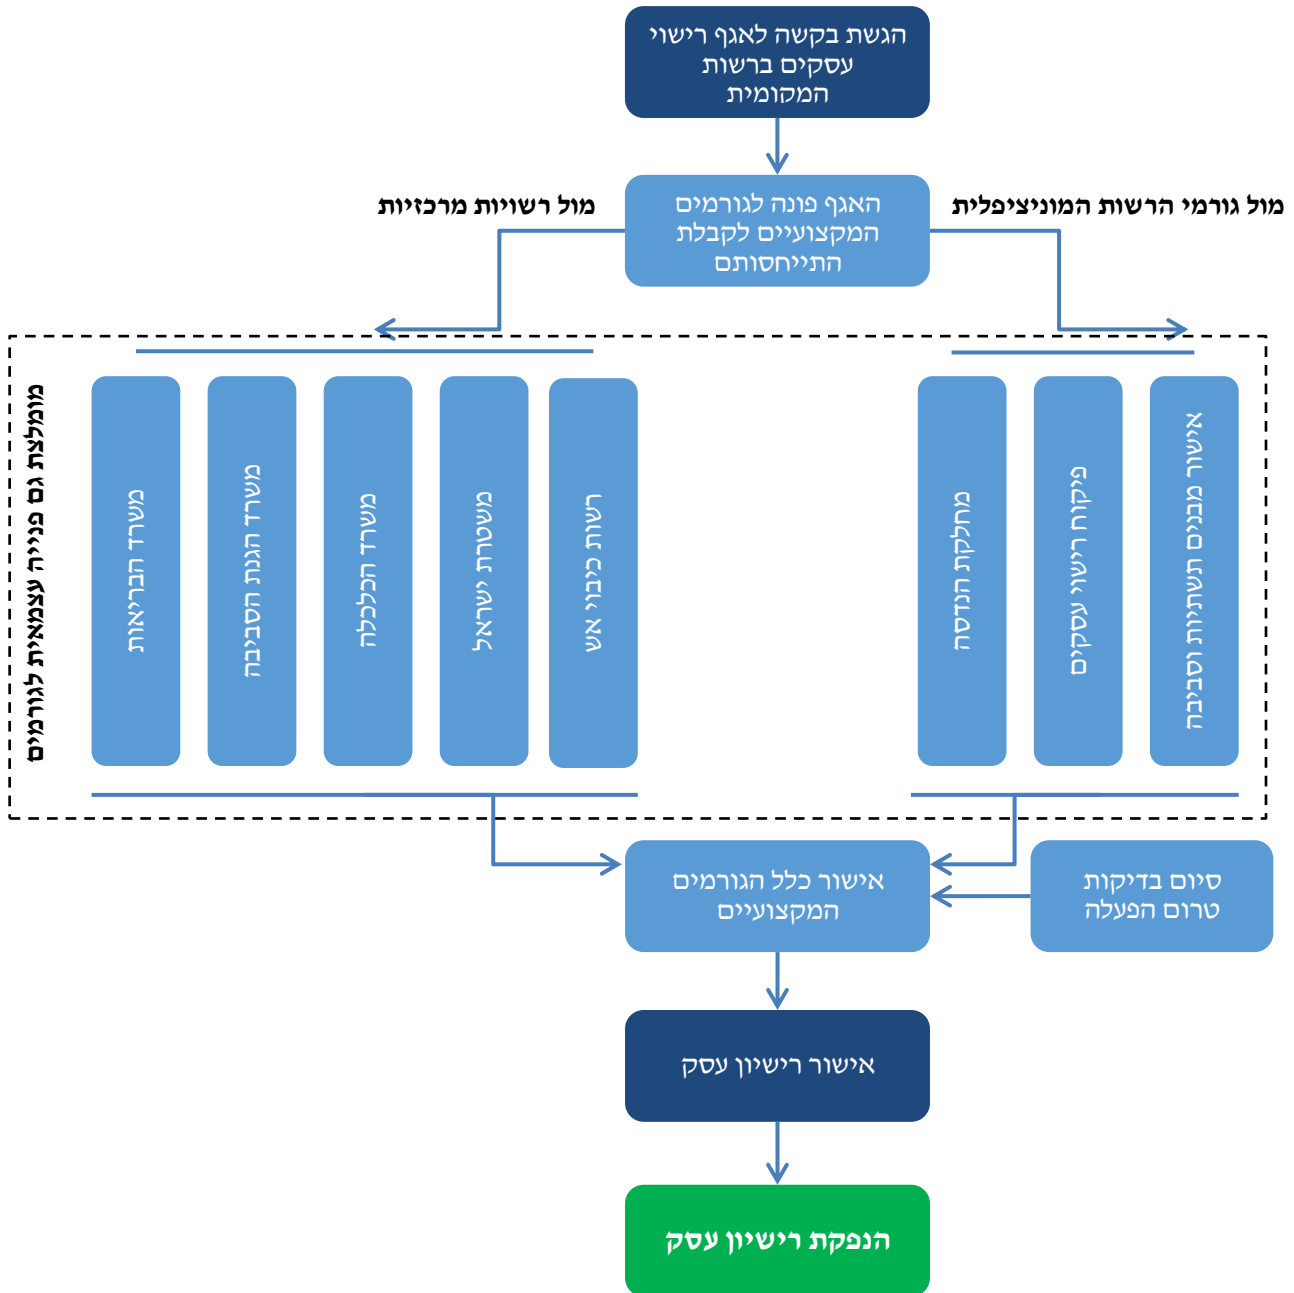 הגשת בקשה לאגף רישוי
עסקים ברשות
המקומית
האגף פונה לגורמים
המקצועיים לקבלת
התייחסותם
מול גורמי הרשות המוניציפלית
מול רשויות מרכזיות
אישור מבנים תשתיות וסביבה
פיקוח רישוי עסקים
מחלקת הנדסה
רשות כיבוי אש
משטרת ישראל
משרד הכלכלה
משרד הגנת הסביבה
משרד הבריאות
מומלצת גם פנייה עצמאית לגורמים
סיום בדיקות
טרום הפעלה
אישור כלל הגורמים
המקצועיים
אישור רישיון עסק
הנפקת רישיון עסק